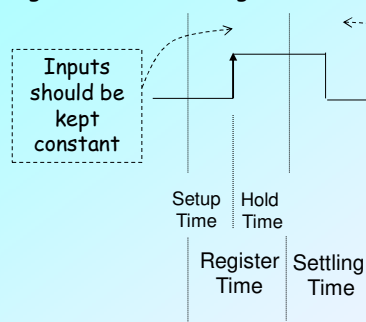 Inputs
should be
kept
constant
Setup Hold
Time Time
Register Settling
Time Time